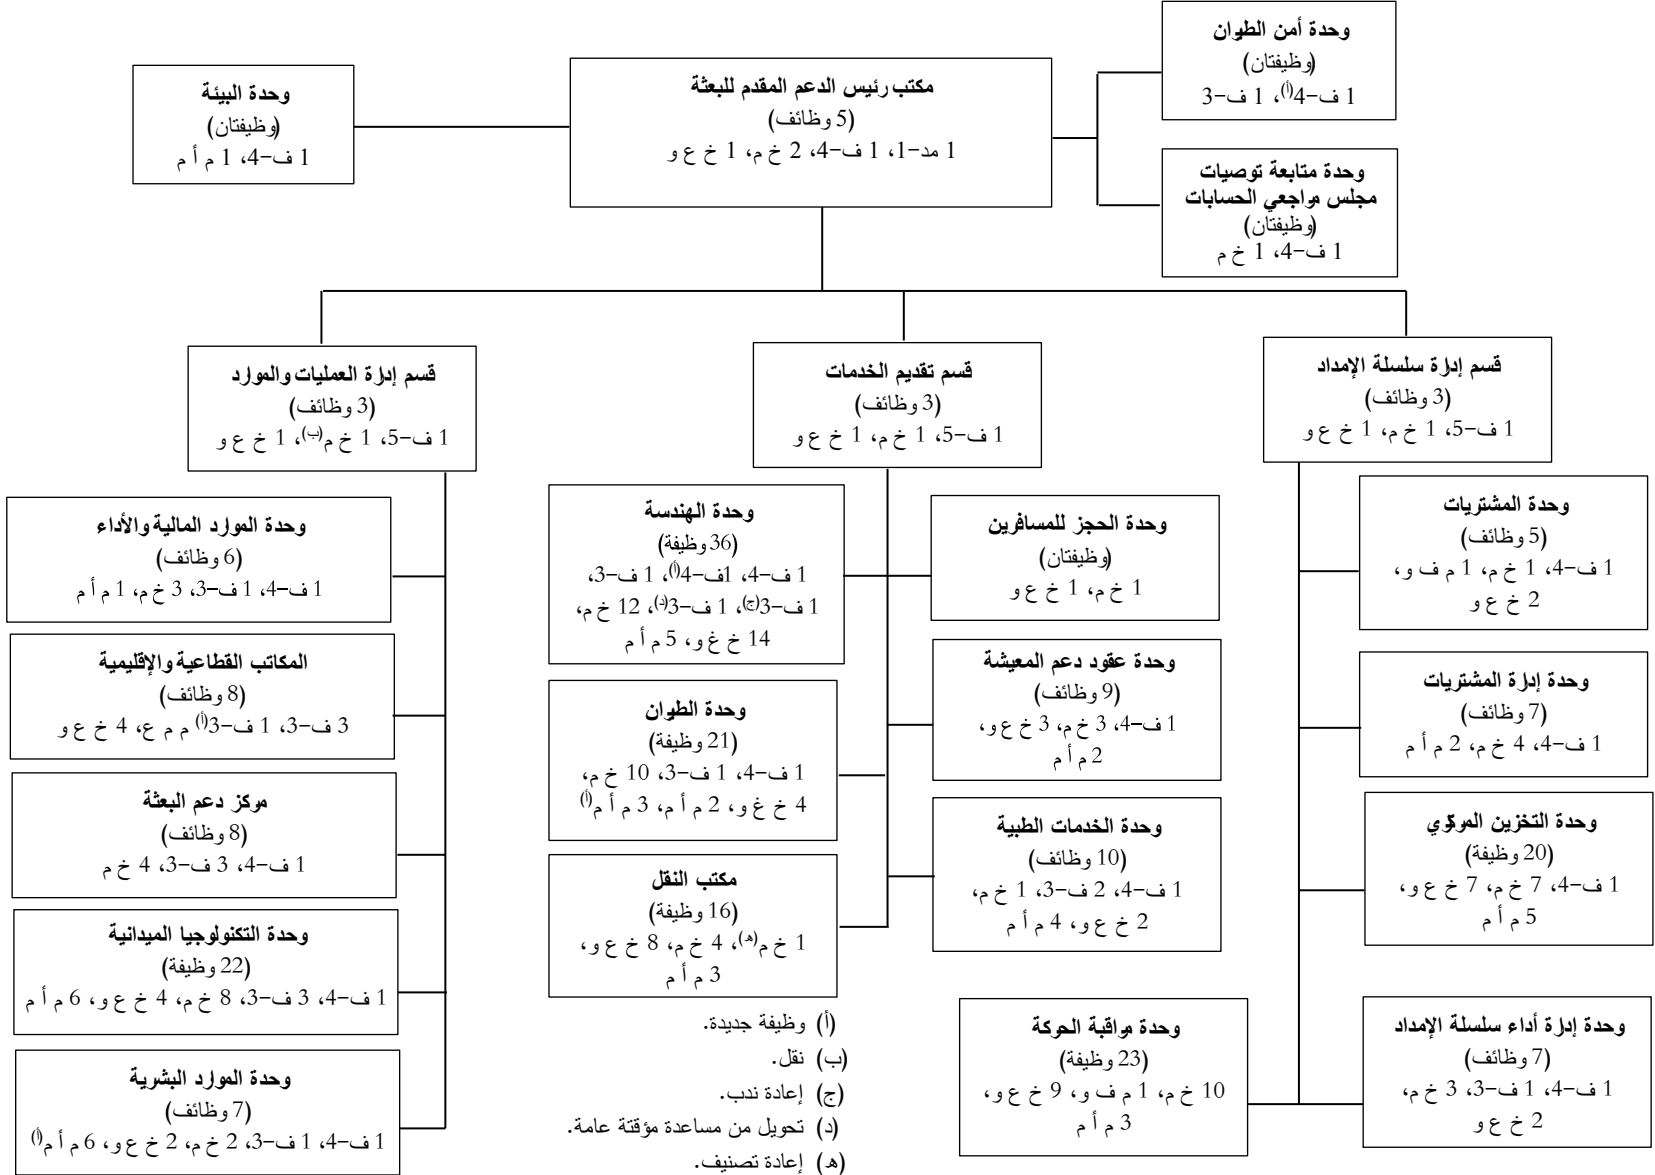 وحدة أمن الطيران
(وظيفتان)
1 ف-4(أ)، 1 ف-3
مكتب رئيس الدعم المقدم للبعثة
(5 وظائف)
1 مد-1، 1 ف-4، 2 خ م، 1 خ ع و
وحدة البيئة
(وظيفتان)
1 ف-4، 1 م أ م
وحدة متابعة توصيات
مجلس مراجعي الحسابات
(وظيفتان)
1 ف-4، 1 خ م
قسم إدارة سلسلة الإمداد
(3 وظائف)
1 ف-5، 1 خ م، 1 خ ع و
قسم تقديم الخدمات
(3 وظائف)
1 ف-5، 1 خ م، 1 خ ع و
قسم إدارة العمليات والموارد
(3 وظائف)
1 ف-5، 1 خ م(ب)، 1 خ ع و
وحدة المشتريات
(5 وظائف)
1 ف-4، 1 خ م، 1 م ف و،
2 خ ع و
وحدة إدارة المشتريات
(7 وظائف)
1 ف-4، 4 خ م، 2 م أ م
وحدة التخزين المركزي
(20 وظيفة)
1 ف-4، 7 خ م، 7 خ ع و،
5 م أ م
وحدة إدارة أداء سلسلة الإمداد
(7 وظائف)
1 ف-4، 1 ف-3، 3 خ م،
2 خ ع و
وحدة مراقبة الحركة
(23 وظيفة)
10 خ م، 1 م ف و، 9 خ ع و،
3 م أ م
وحدة الحجز للمسافرين
(وظيفتان)
1 خ م، 1 خ ع و
وحدة عقود دعم المعيشة
(9 وظائف)
1 ف-4، 3 خ م، 3 خ ع و،
2 م أ م
وحدة الخدمات الطبية
(10 وظائف)
1 ف-4، 2 ف-3، 1 خ م،
2 خ ع و، 4 م أ م
وحدة الهندسة
(36 وظيفة)
1 ف-4، 1ف-4(أ)، 1 ف-3،
1 ف-3(ج)، 1 ف-3(د)، 12 خ م،
14 خ غ و، 5 م أ م
وحدة الطيران
(21 وظيفة)
1 ف-4، 1 ف-3، 10 خ م،
4 خ غ و، 2 م أ م، 3 م أ م(أ)
مكتب النقل
(16 وظيفة)
1 خ م(ه)، 4 خ م، 8 خ ع و،
3 م أ م
وحدة الموارد المالية والأداء
(6 وظائف)
1 ف-4، 1 ف-3، 3 خ م، 1 م أ م
المكاتب القطاعية والإقليمية
(8 وظائف)
3 ف-3، 1 ف-3(أ) م م ع، 4 خ ع و
مركز دعم البعثة
(8 وظائف)
1 ف-4، 3 ف-3، 4 خ م
وحدة التكنولوجيا الميدانية
(22 وظيفة)
1 ف-4، 3 ف-3، 8 خ م، 4 خ ع و، 6 م أ م
وحدة الموارد البشرية
(7 وظائف)
1 ف-4، 1 ف-3، 2 خ م، 2 خ ع و، 6 م أ م(أ)
(أ) وظيفة جديدة.
(ب) نقل.
(ج) إعادة ندب.
(د) تحويل من مساعدة مؤقتة عامة.
(ه) إعادة تصنيف.